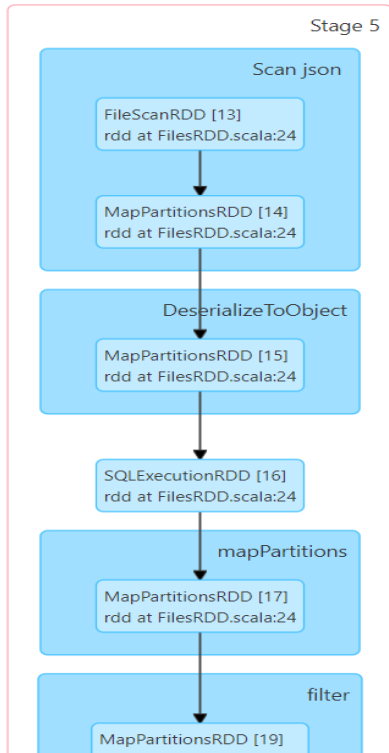 Stage 5
Scan json
FileScanRDD [13]
rdd at FilesRDD.scala:24
MapPartitionsRDD [14]
rdd at FilesRDD.scala:24
DeserializeToObject
MapPartitionsRDD [15]
rdd at FilesRDD.scala:24
SQLExecutionRDD [16]
rdd at FilesRDD.scala:24
mapPartitions
MapPartitionsRDD [17]
rdd at FilesRDD.scala:24
filter
MapPartitionsRDD [19]